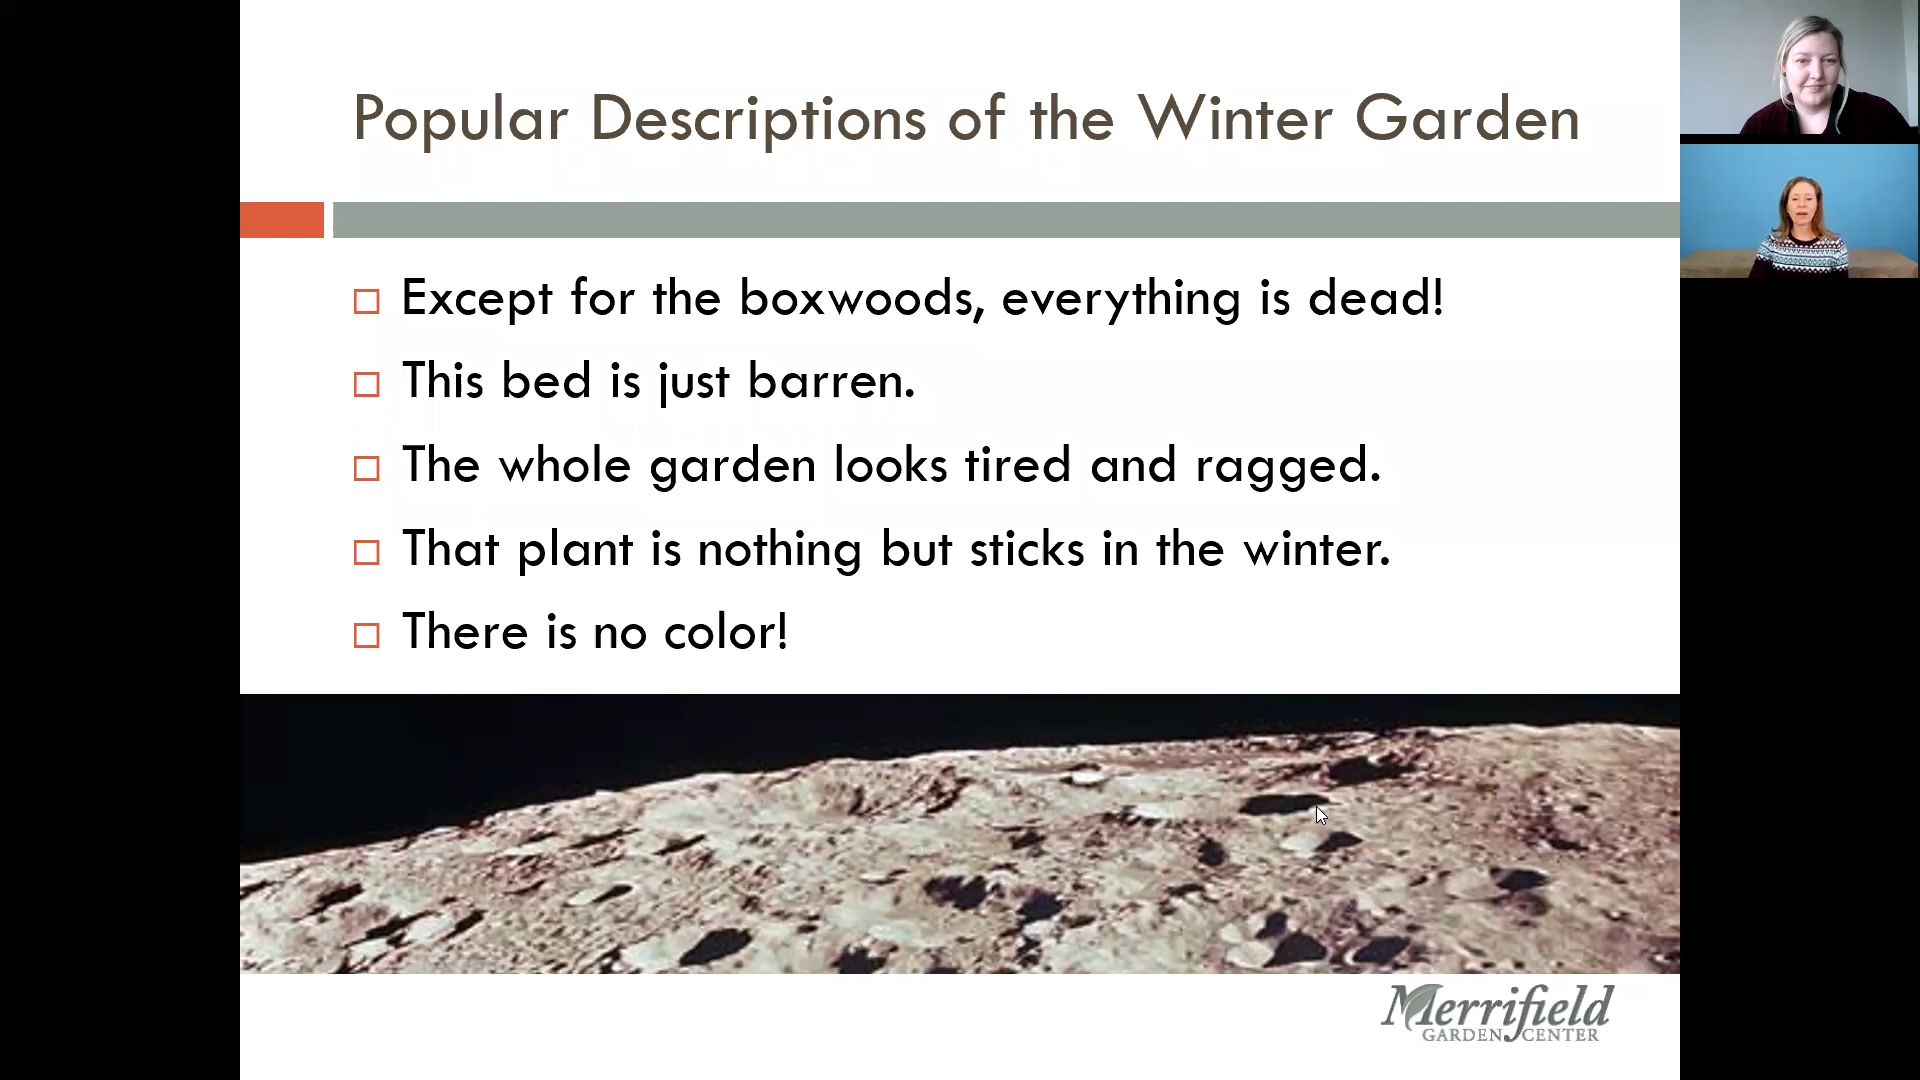 Popular Descriptions of the Winter Garden
Except for the boxwoods, everything is dead!
This bed is just barren.
The whole garden looks tired and ragged.
That plant is nothing but sticks in the winter.
There is no color!
Merrifield
GARDEN CENTER